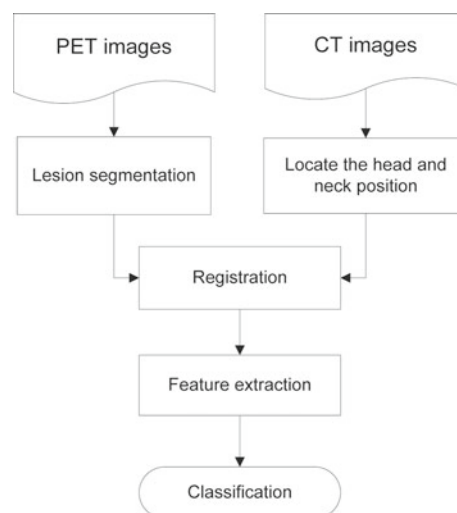 PET images
CT images
Lesion segmentation
Locate the head and
neck position
Registration
Feature extraction
Classification